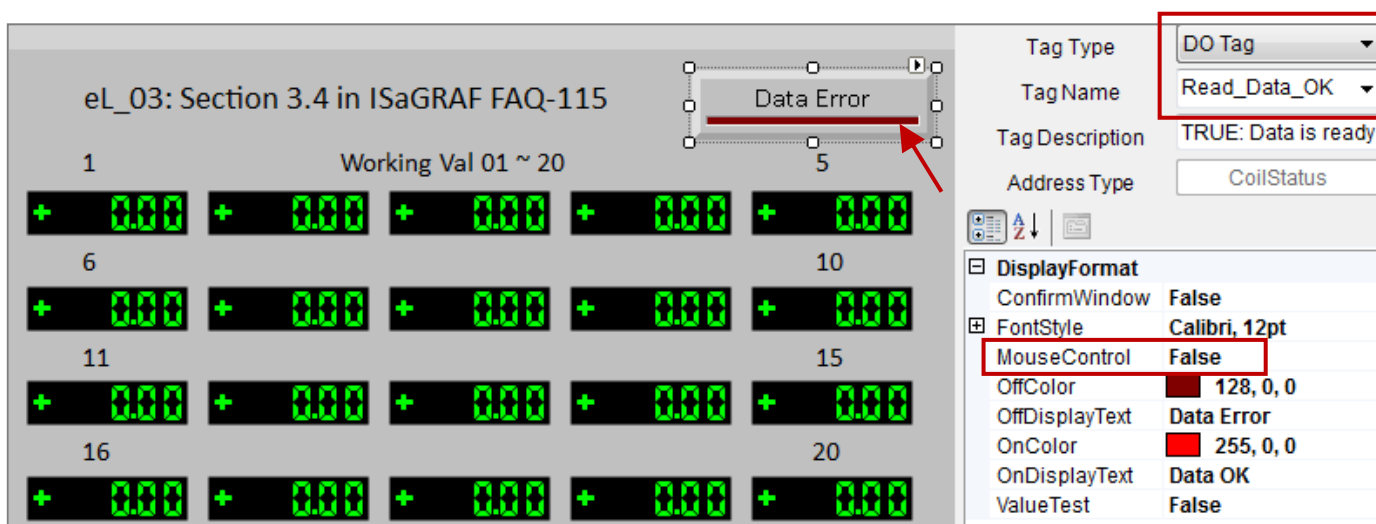 eL_03: Section 3.4 in ISaGRAF FAQ-115
Data Error
1 Working Val 01 ~ 20 5
+ 0.00 + 0.00 + 0.00 + 0.00 + 0.00
6 10
+ 0.00 + 0.00 + 0.00 + 0.00 + 0.00
11 15
+ 0.00 + 0.00 + 0.00 + 0.00 + 0.00
16 20
+ 0.00 + 0.00 + 0.00 + 0.00 + 0.00
Tag Type DO Tag
Tag Name Read_Data_OK
Tag Description TRUE: Data is ready
Address Type CoilStatus
A Z
DisplayFormat
ConfirmWindow False
FontStyle Calibri, 12pt
MouseControl False
OffColor 128, 0, 0
OffDisplayText Data Error
OnColor 255, 0, 0
OnDisplayText Data OK
ValueTest False